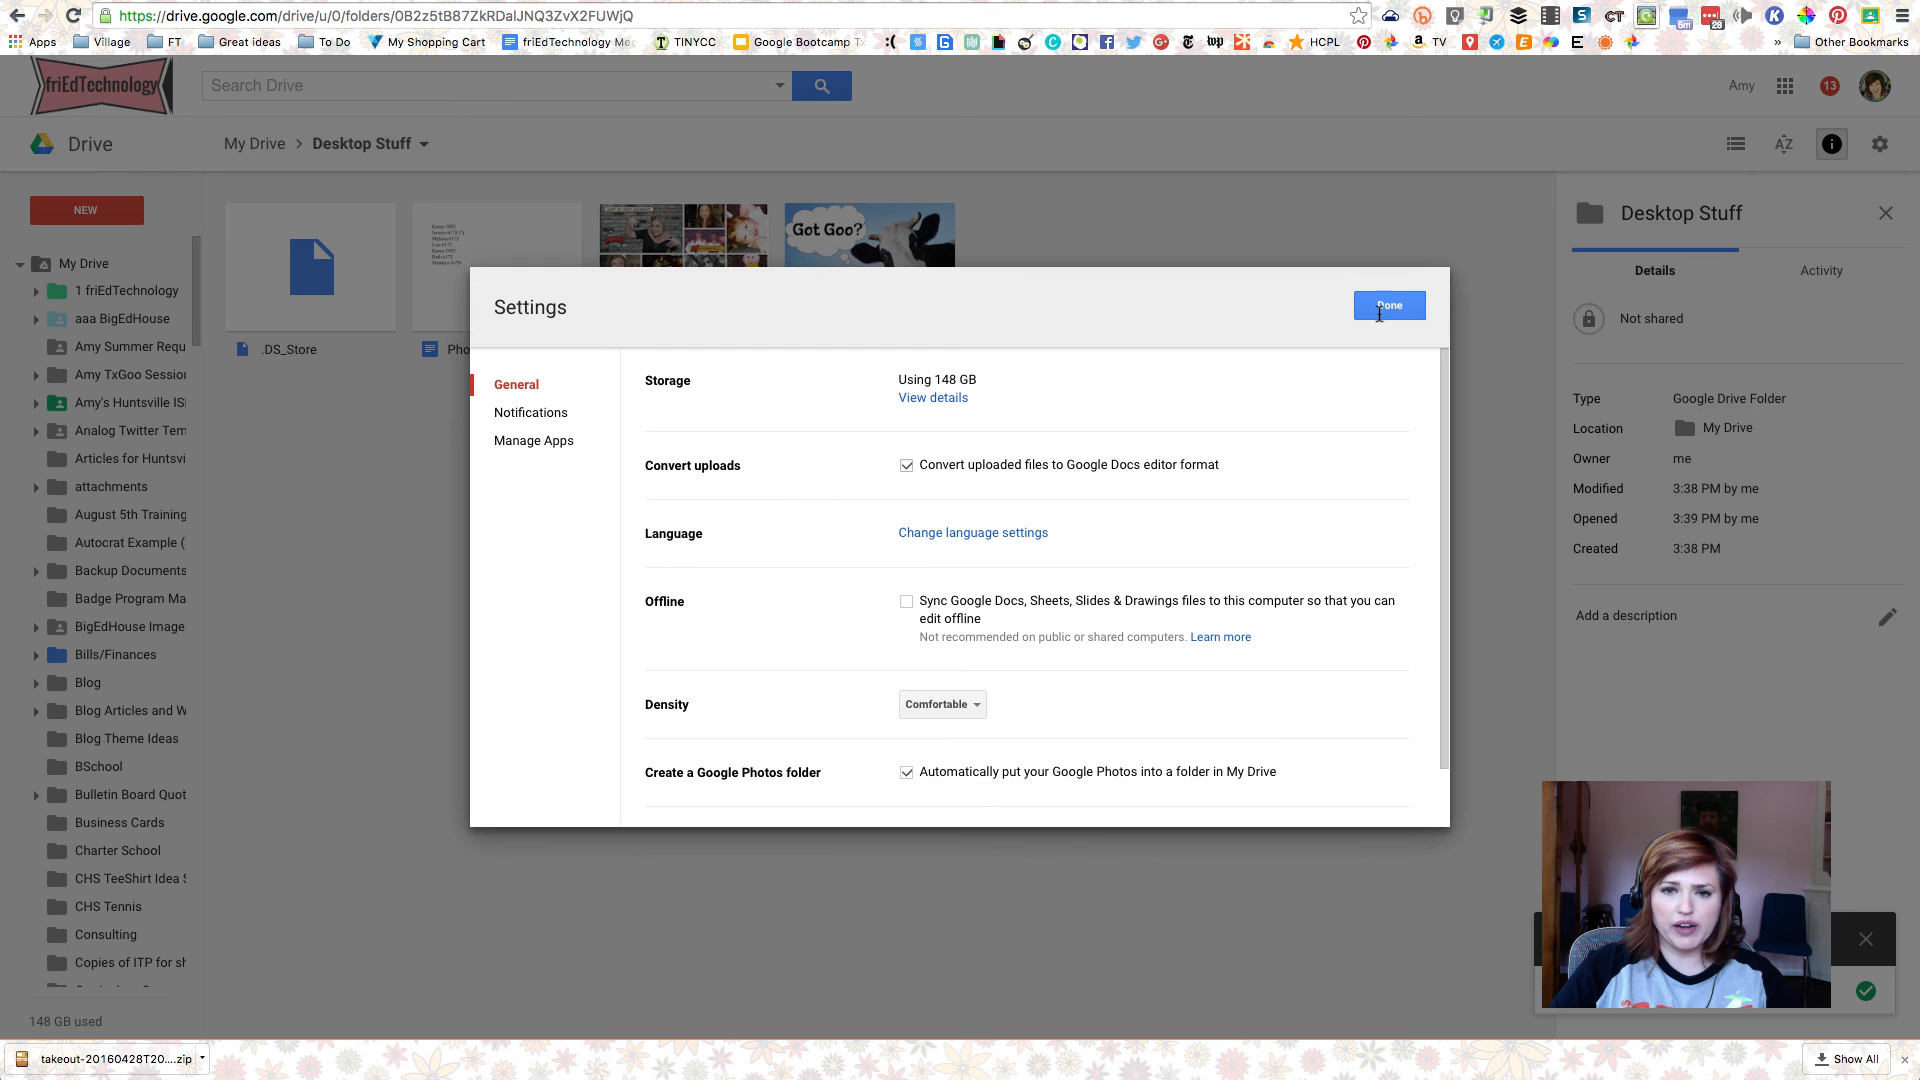 https://drive.google.com/drive/u/0/folders/0B2z5tB87ZkRDalJNQ3ZvX2FUWjQ
Apps Village FT Great ideas To Do My Shopping Cart friEdTechnology TINYCC Google Bootcamp HCPL TV » Other Bookmarks
friEdTechnology
Search Drive
Amy 13
Drive
My Drive > Desktop Stuff
AZ
NEW
My Drive
1 friEdTechnology
aaa BigEdHouse
Amy Summer Requ
Amy TxGoo Session
Amy's Huntsville IS
Analog Twitter Tem
Articles for Huntsvi
attachments
August 5th Training
Autocrat Example (
Backup Documents
Badge Program Ma
BigEdHouse Image
Bills/Finances
Blog
Blog Articles and W
Blog Theme Ideas
BSchool
Bulletin Board Quot
Business Cards
Charter School
CHS TeeShirt Idea S
CHS Tennis
Consulting
Copies of ITP for sh
148 GB used
.DS_Store
Pho
Got Goo?
Settings
Done
General
Notifications
Manage Apps
Storage
Using 148 GB
View details
Convert uploads
Convert uploaded files to Google Docs editor format
Language
Change language settings
Offline
Sync Google Docs, Sheets, Slides & Drawings files to this computer so that you can
edit offline
Not recommended on public or shared computers. Learn more
Density
Comfortable
Create a Google Photos folder
Automatically put your Google Photos into a folder in My Drive
Desktop Stuff
Details Activity
Not shared
Type Google Drive Folder
Location My Drive
Owner me
Modified 3:38 PM by me
Opened 3:39 PM by me
Created 3:38 PM
Add a description
takeout-20160428T20....zip
Show All